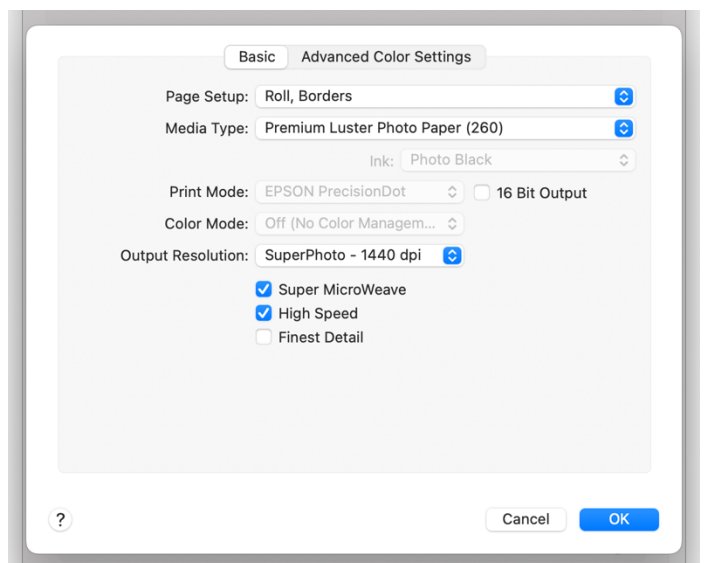 Basic Advanced Color Settings
Page Setup: Roll, Borders
Media Type: Premium Luster Photo Paper (260)
Ink: Photo Black
Print Mode: EPSON PrecisionDot 16 Bit Output
Color Mode: Off (No Color Managem...
Output Resolution: SuperPhoto - 1440 dpi
Super MicroWeave
High Speed
Finest Detail
? Cancel OK